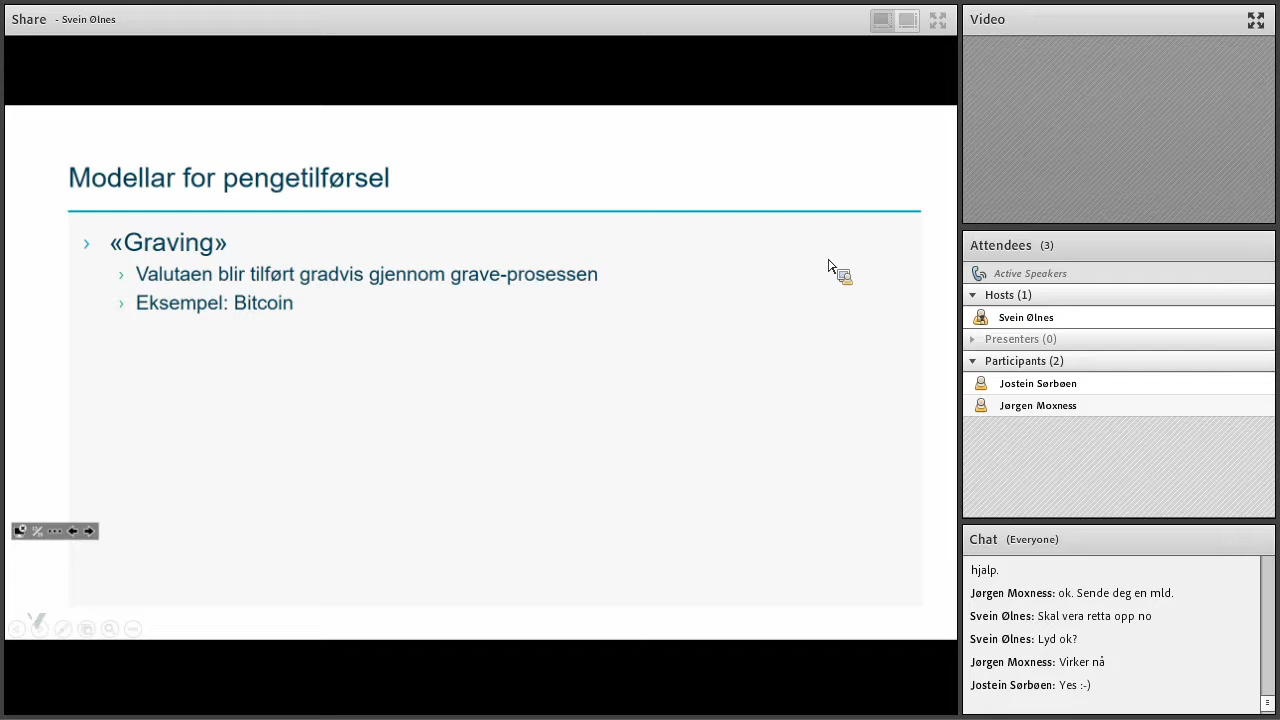 Share - Svein Ølnes
Modellar for pengetilførsel
› «Graving»
› Valutaen blir tilført gradvis gjennom grave-prosessen
› Eksempel: Bitcoin
Video
Attendees (3)
Active Speakers
Hosts (1)
Svein Ølnes
Presenters (0)
Participants (2)
Jostein Sørbøen
Jørgen Moxness
Chat (Everyone)
hjalp.
Jørgen Moxness: ok. Sende deg en mld.
Svein Ølnes: Skal vera retta opp no
Svein Ølnes: Lyd ok?
Jørgen Moxness: Virker nå
Jostein Sørbøen: Yes :-)